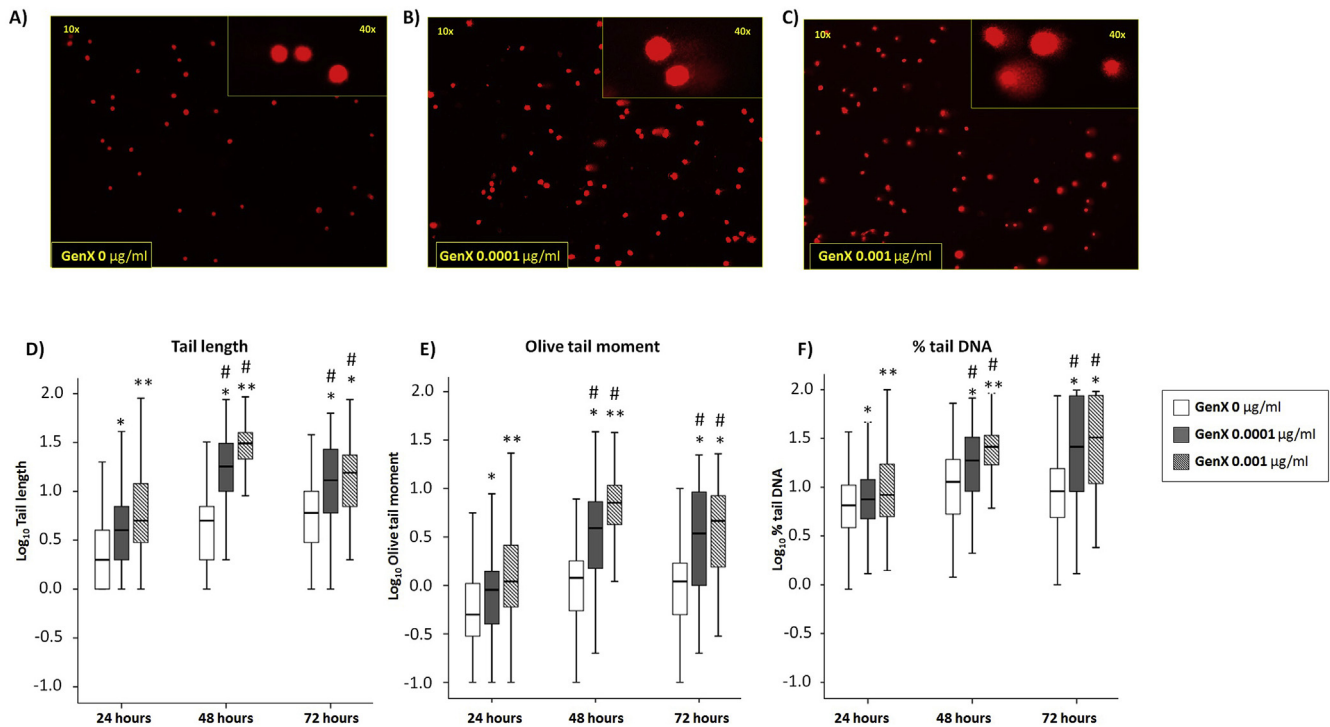 A)
10x
40x
GenX 0 µg/ml
B)
10x
40x
GenX 0.0001 µg/ml
C)
10x
40x
GenX 0.001 µg/ml
D)
Tail length
Log10 Tail length
2.0
1.5
1.0
0.5
0.0
-0.5
-1.0
* ** # * # ** # * # *
24 hours 48 hours 72 hours
E)
Olive tail moment
Log10 Olive tail moment
2.0
1.5
1.0
0.5
0.0
-0.5
-1.0
* ** # * # ** # * # *
24 hours 48 hours 72 hours
F)
% tail DNA
Log10 % tail DNA
2.0
1.5
1.0
0.5
0.0
-0.5
-1.0
* ** # * # ** # * # *
24 hours 48 hours 72 hours
GenX 0 µg/ml
GenX 0.0001 µg/ml
GenX 0.001 µg/ml